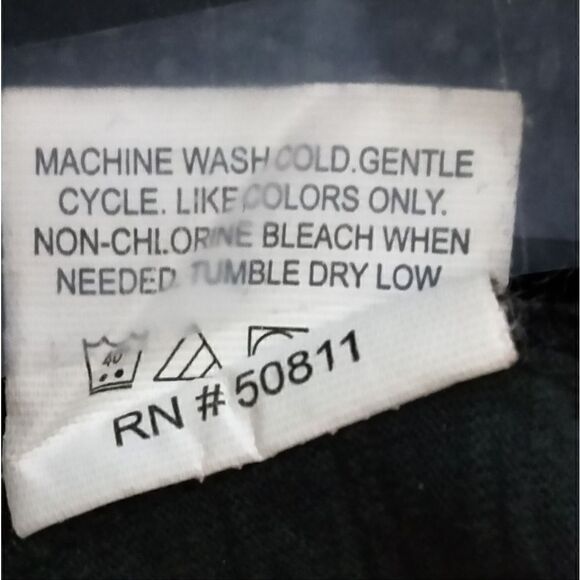 MACHINE WASH COLD.GENTLE
CYCLE. LIKE COLORS ONLY.
NON-CHLORINE BLEACH WHEN
NEEDED. TUMBLE DRY LOW
40
RN # 50811